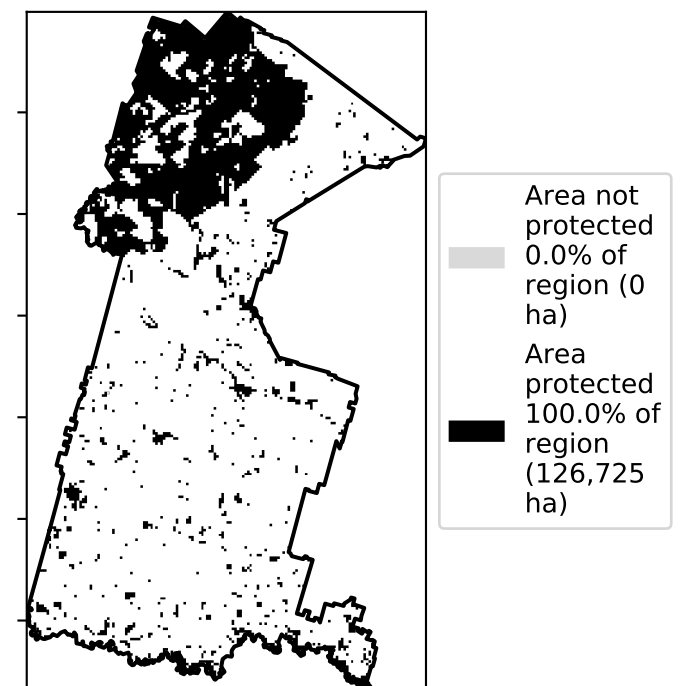 Area not
protected
0.0% of
region (0
ha)
Area
protected
100.0% of
region
(126,725
ha)